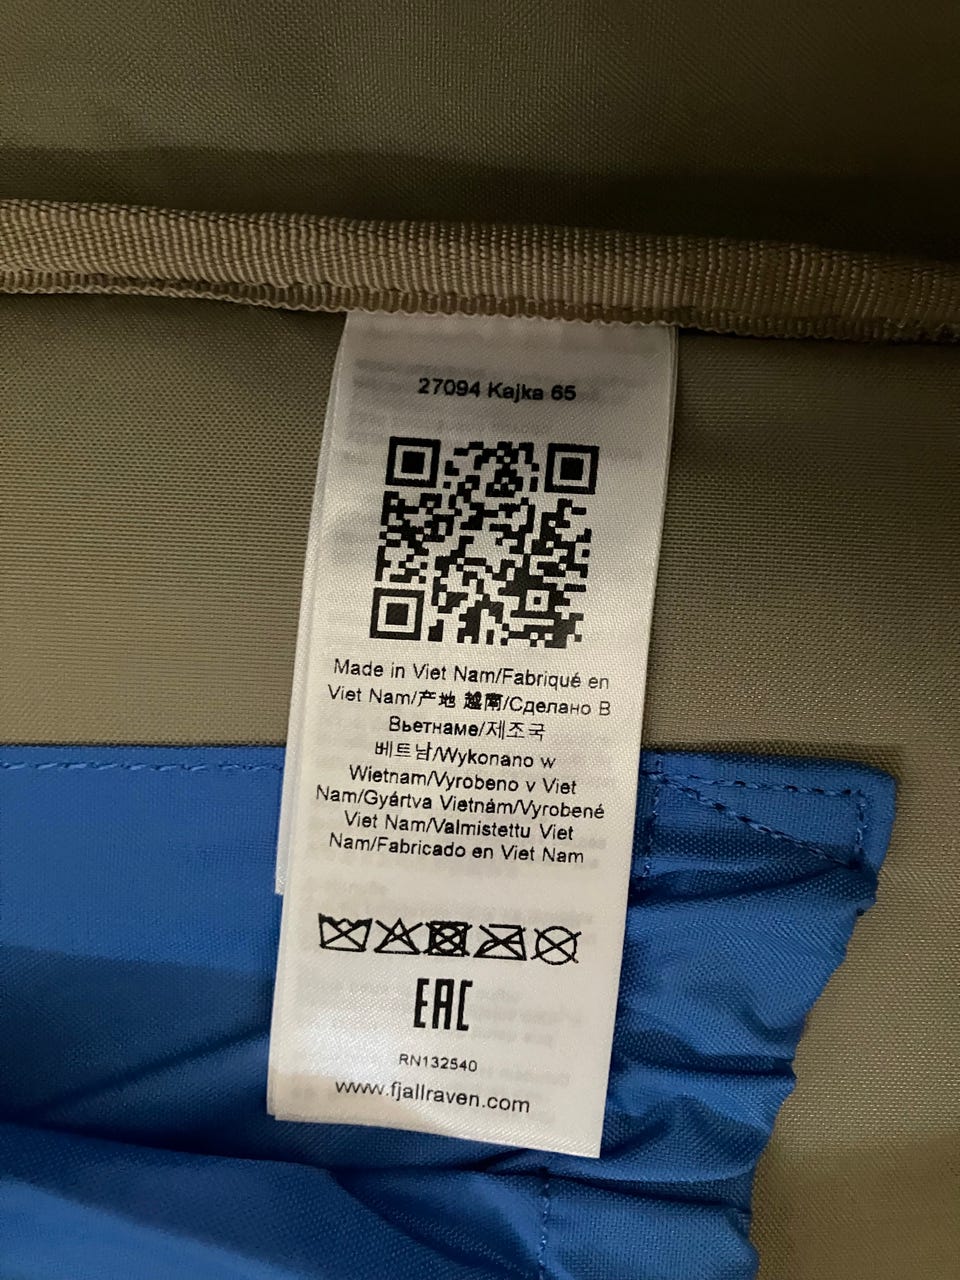 27094 Kajka 65
Made in Viet Nam/Fabriqué en
Viet Nam/产地 越南/Сделано В
Вьетнаме/제조국
베트남/Wykonano w
Wietnam/Vyrobeno v Viet
Nam/Gyártva Vietnám/Vyrobené
Viet Nam/Valmistettu Viet
Nam/Fabricado en Viet Nam
EAC
RN132540
www.fjallraven.com